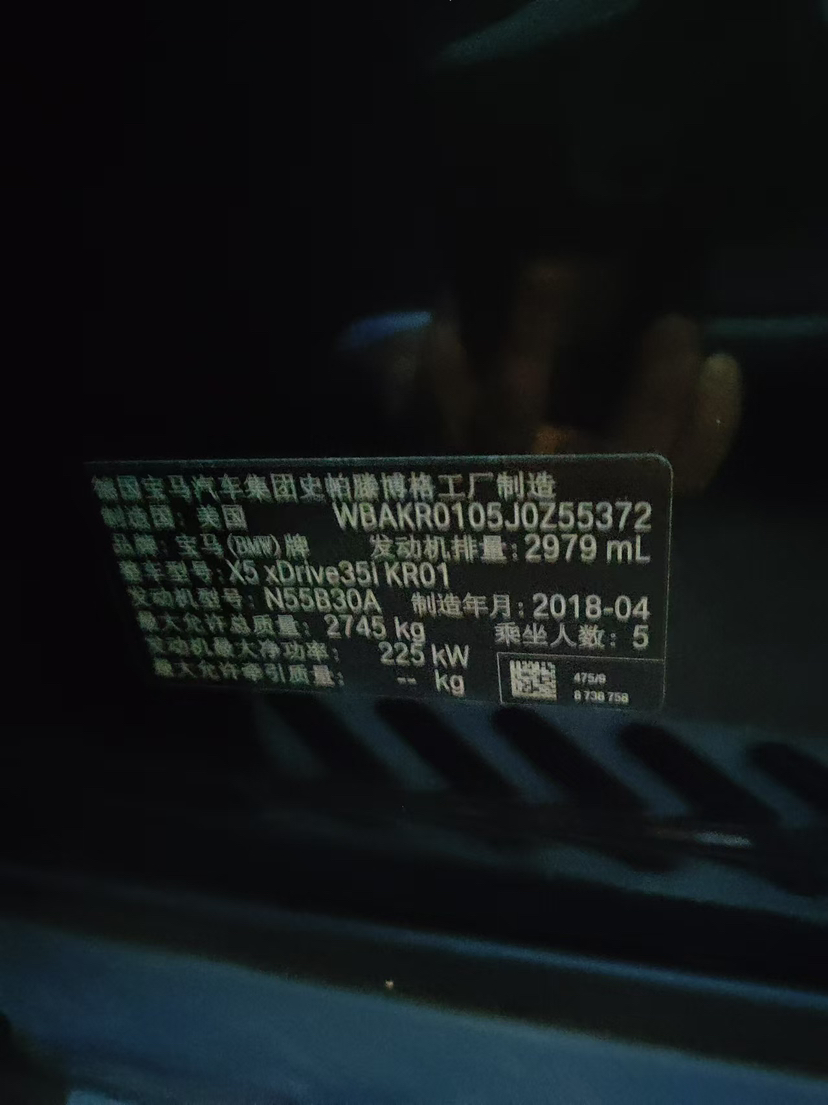 德国宝马汽车集团史帕滕博格工厂制造
制造国: 美国 WBAKR0105J0Z55372
品牌: 宝马(BMW)牌 发动机排量: 2979 mL
整车型号: X5 xDrive35i KR01
发动机型号: N55B30A 制造年月: 2018-04
最大允许总质量: 2745 kg 乘坐人数: 5
发动机最大净功率: 225 kW
最大允许牵引质量: -- kg
475/9
8 738 758